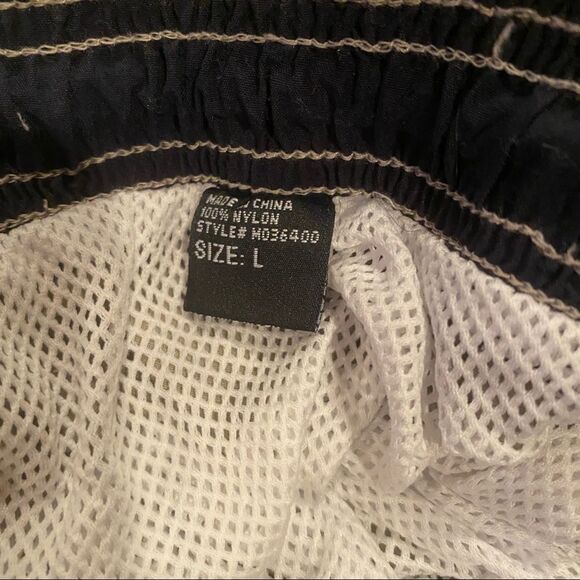 MADE CHINA
100% NYLON
STYLE# M036400
SIZE: L